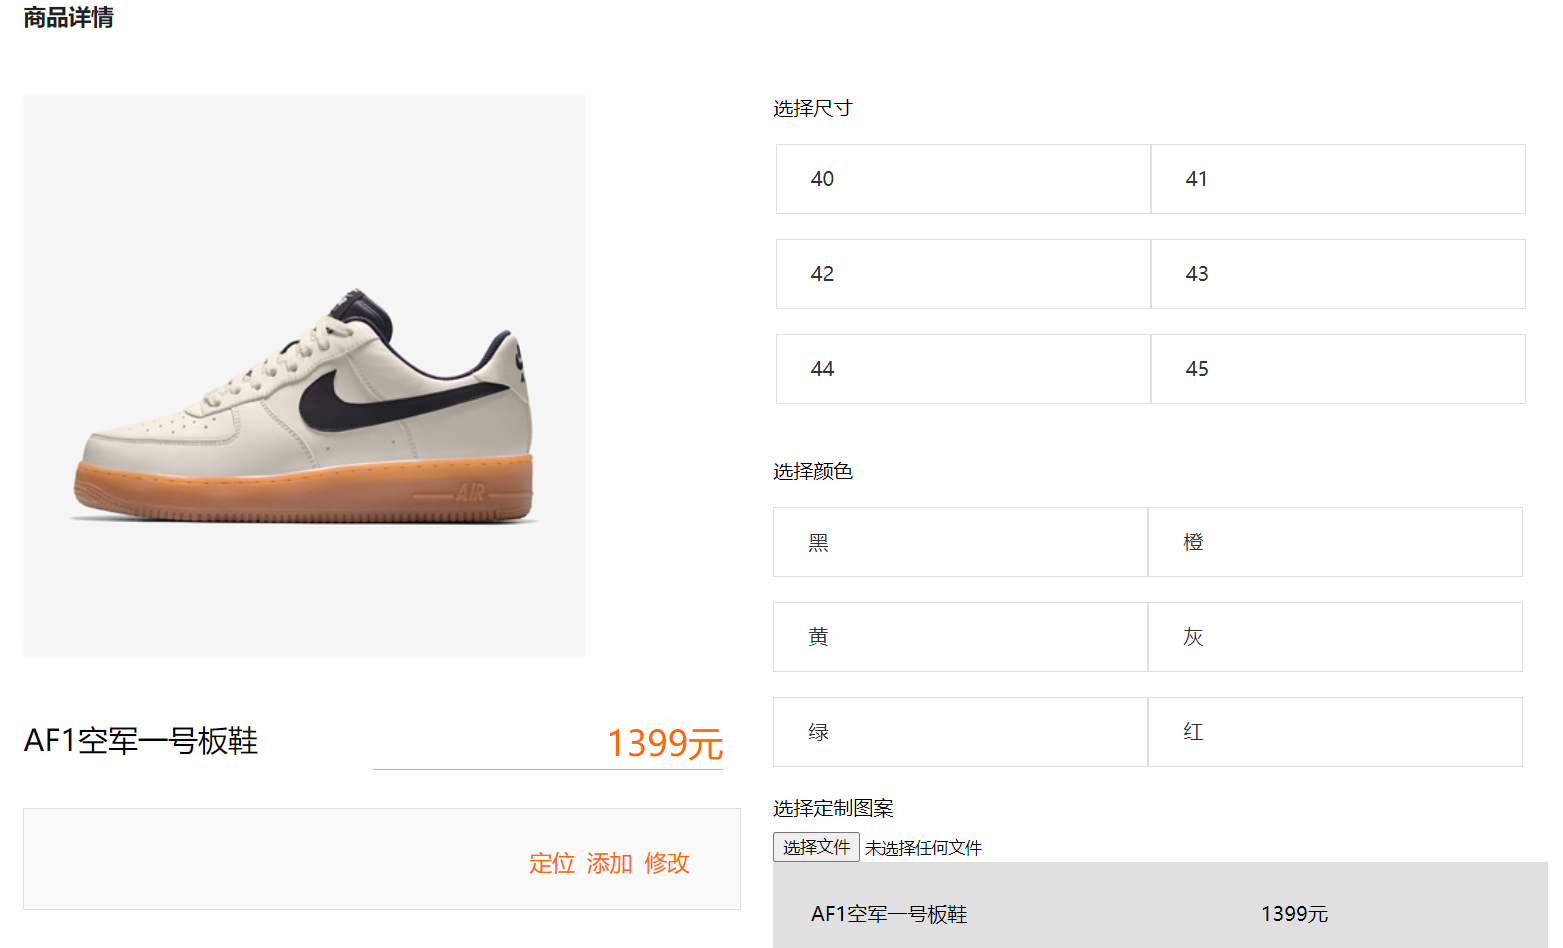 商品详情
AIR
AF1空军一号板鞋
1399元
定位 添加 修改
选择尺寸
40
41
42
43
44
45
选择颜色
黑
橙
黄
灰
绿
红
选择定制图案
选择文件 未选择任何文件
AF1空军一号板鞋
1399元